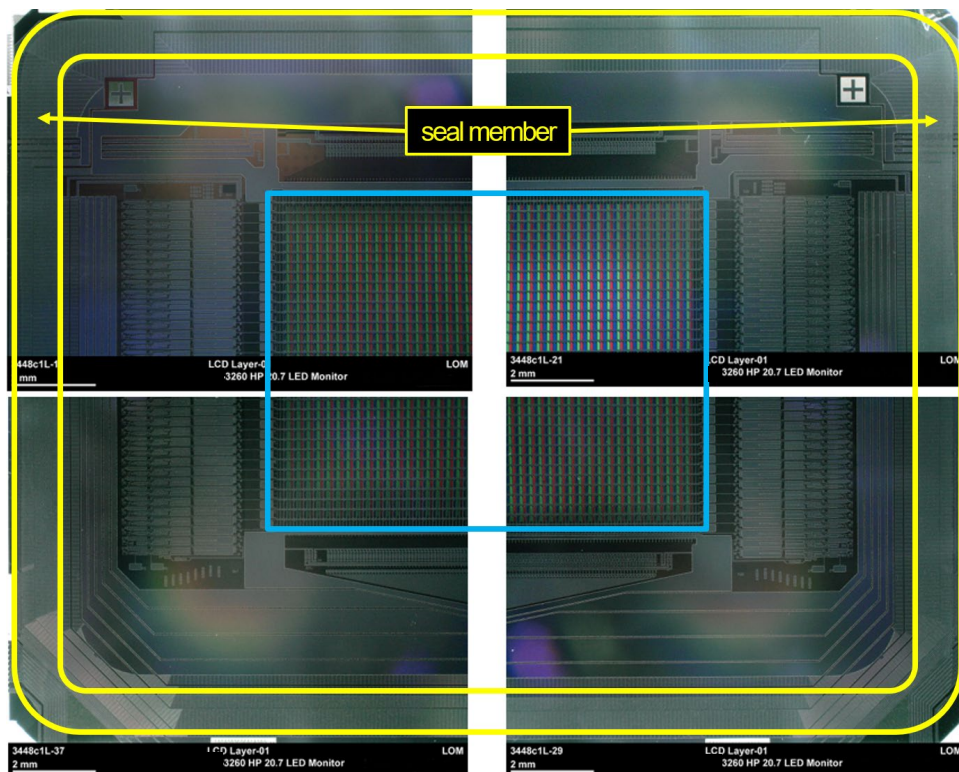 seal member
3448c1L-1
LCD Layer-0
LOM
mm
3260 HP 20.7 LED Monitor
3448c1L-21
LCD Layer-01
LOM
2 mm
3260 HP 20.7 LED Monitor
3448c1L-37
LCD Layer-01
LOM
2 mm
3260 HP 20.7 LED Monitor
3448c1L-29
LCD Layer-01
LOM
2 mm
3260 HP 20.7 LED Monitor